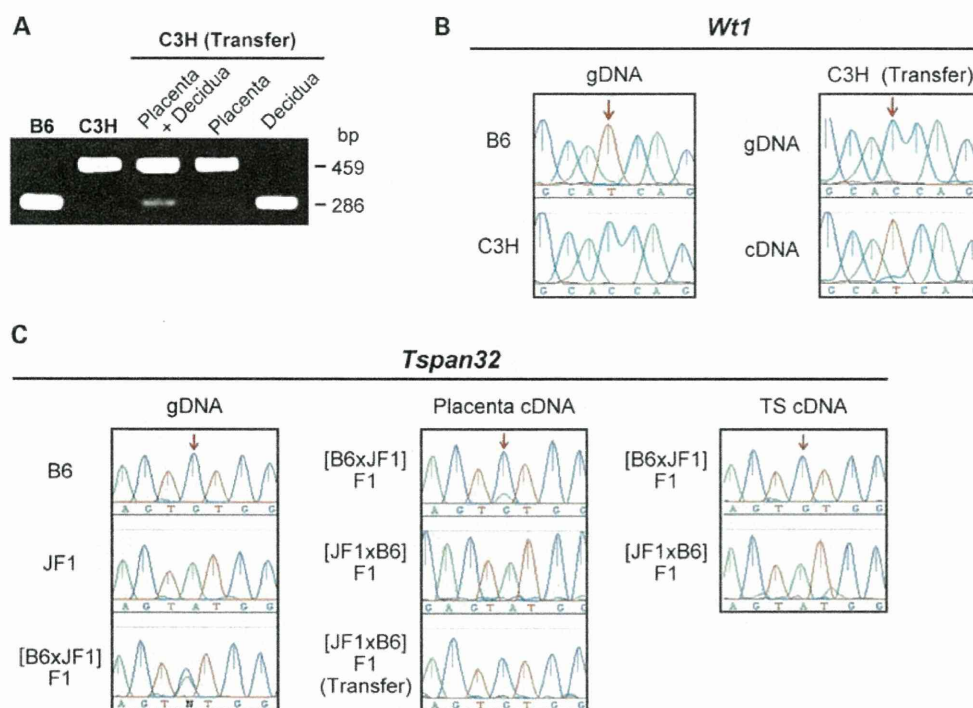 A
C3H (Transfer)
B6
C3H
Placenta + Decidua
Placenta
Decidua
bp
459
286
B
Wt1
gDNA
C3H (Transfer)
B6
G C A T C A G
C3H
G C A C C A G
gDNA
G C A C C A
cDNA
G C A T C A
C
Tspan32
gDNA
Placenta cDNA
TS cDNA
B6
A G T G T G G
JF1
A G T A T G G
[B6xJF1]
F1
A G T N T G G
[B6xJF1]
F1
A G T G T G G
[JF1xB6]
F1
G A G T A T G G
[JF1xB6]
F1
(Transfer)
A G T G T G G
[B6xJF1]
F1
A G T G T G G
[JF1xB6]
F1
A G T A T G G